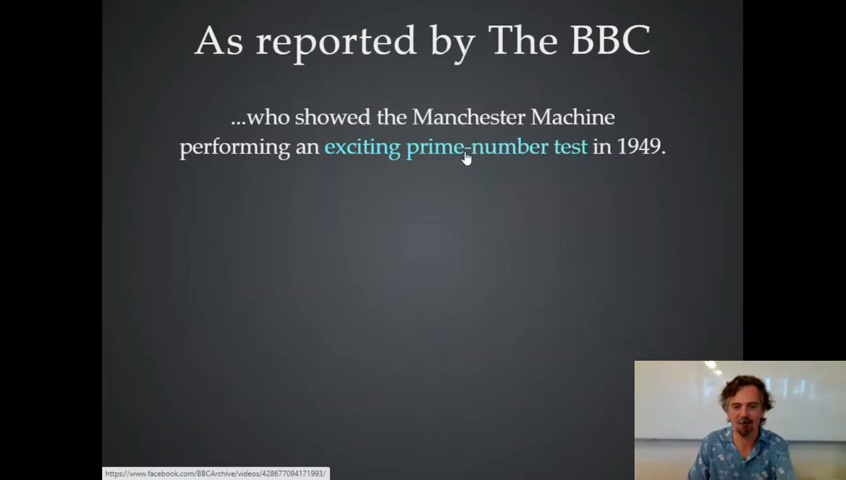 As reported by The BBC
...who showed the Manchester Machine
performing an exciting prime-number test in 1949.
https://www.facebook.com/BBCArchive/videos/428677094171993/